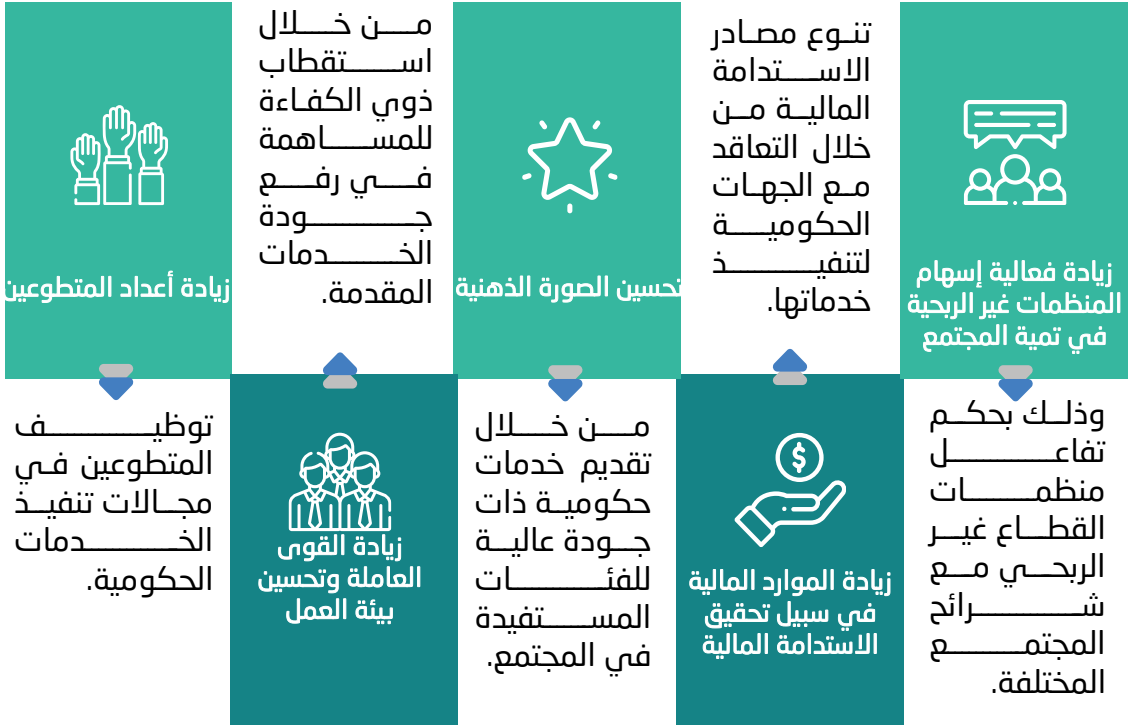 زيادة فعالية إسهام
المنظمات غير الربحية
في تمية المجتمع
وذلك بحكم
تفاعل
منظمات
القطاع غير
الربحي مع
شرائح
المجتمع
المختلفة.
تنوع مصادر
الاستدامة
المالية من
خلال التعاقد
مع الجهات
الحكومية
لتنفيذ
خدماتها.
$
زيادة الموارد المالية
في سبيل تحقيق
الاستدامة المالية
تحسين الصورة الذهنية
من خلال
تقديم خدمات
حكومية ذات
جودة عالية
للفئات
المستفيدة
في المجتمع.
من خلال
استقطاب
ذوي الكفاءة
للمساهمة
في رفع
جودة
الخدمات
المقدمة.
زيادة القوى
العاملة وتحسين
بيئة العمل
زيادة أعداد المتطوعين
توظيف
المتطوعين في
مجالات تنفيذ
الخدمات
الحكومية.